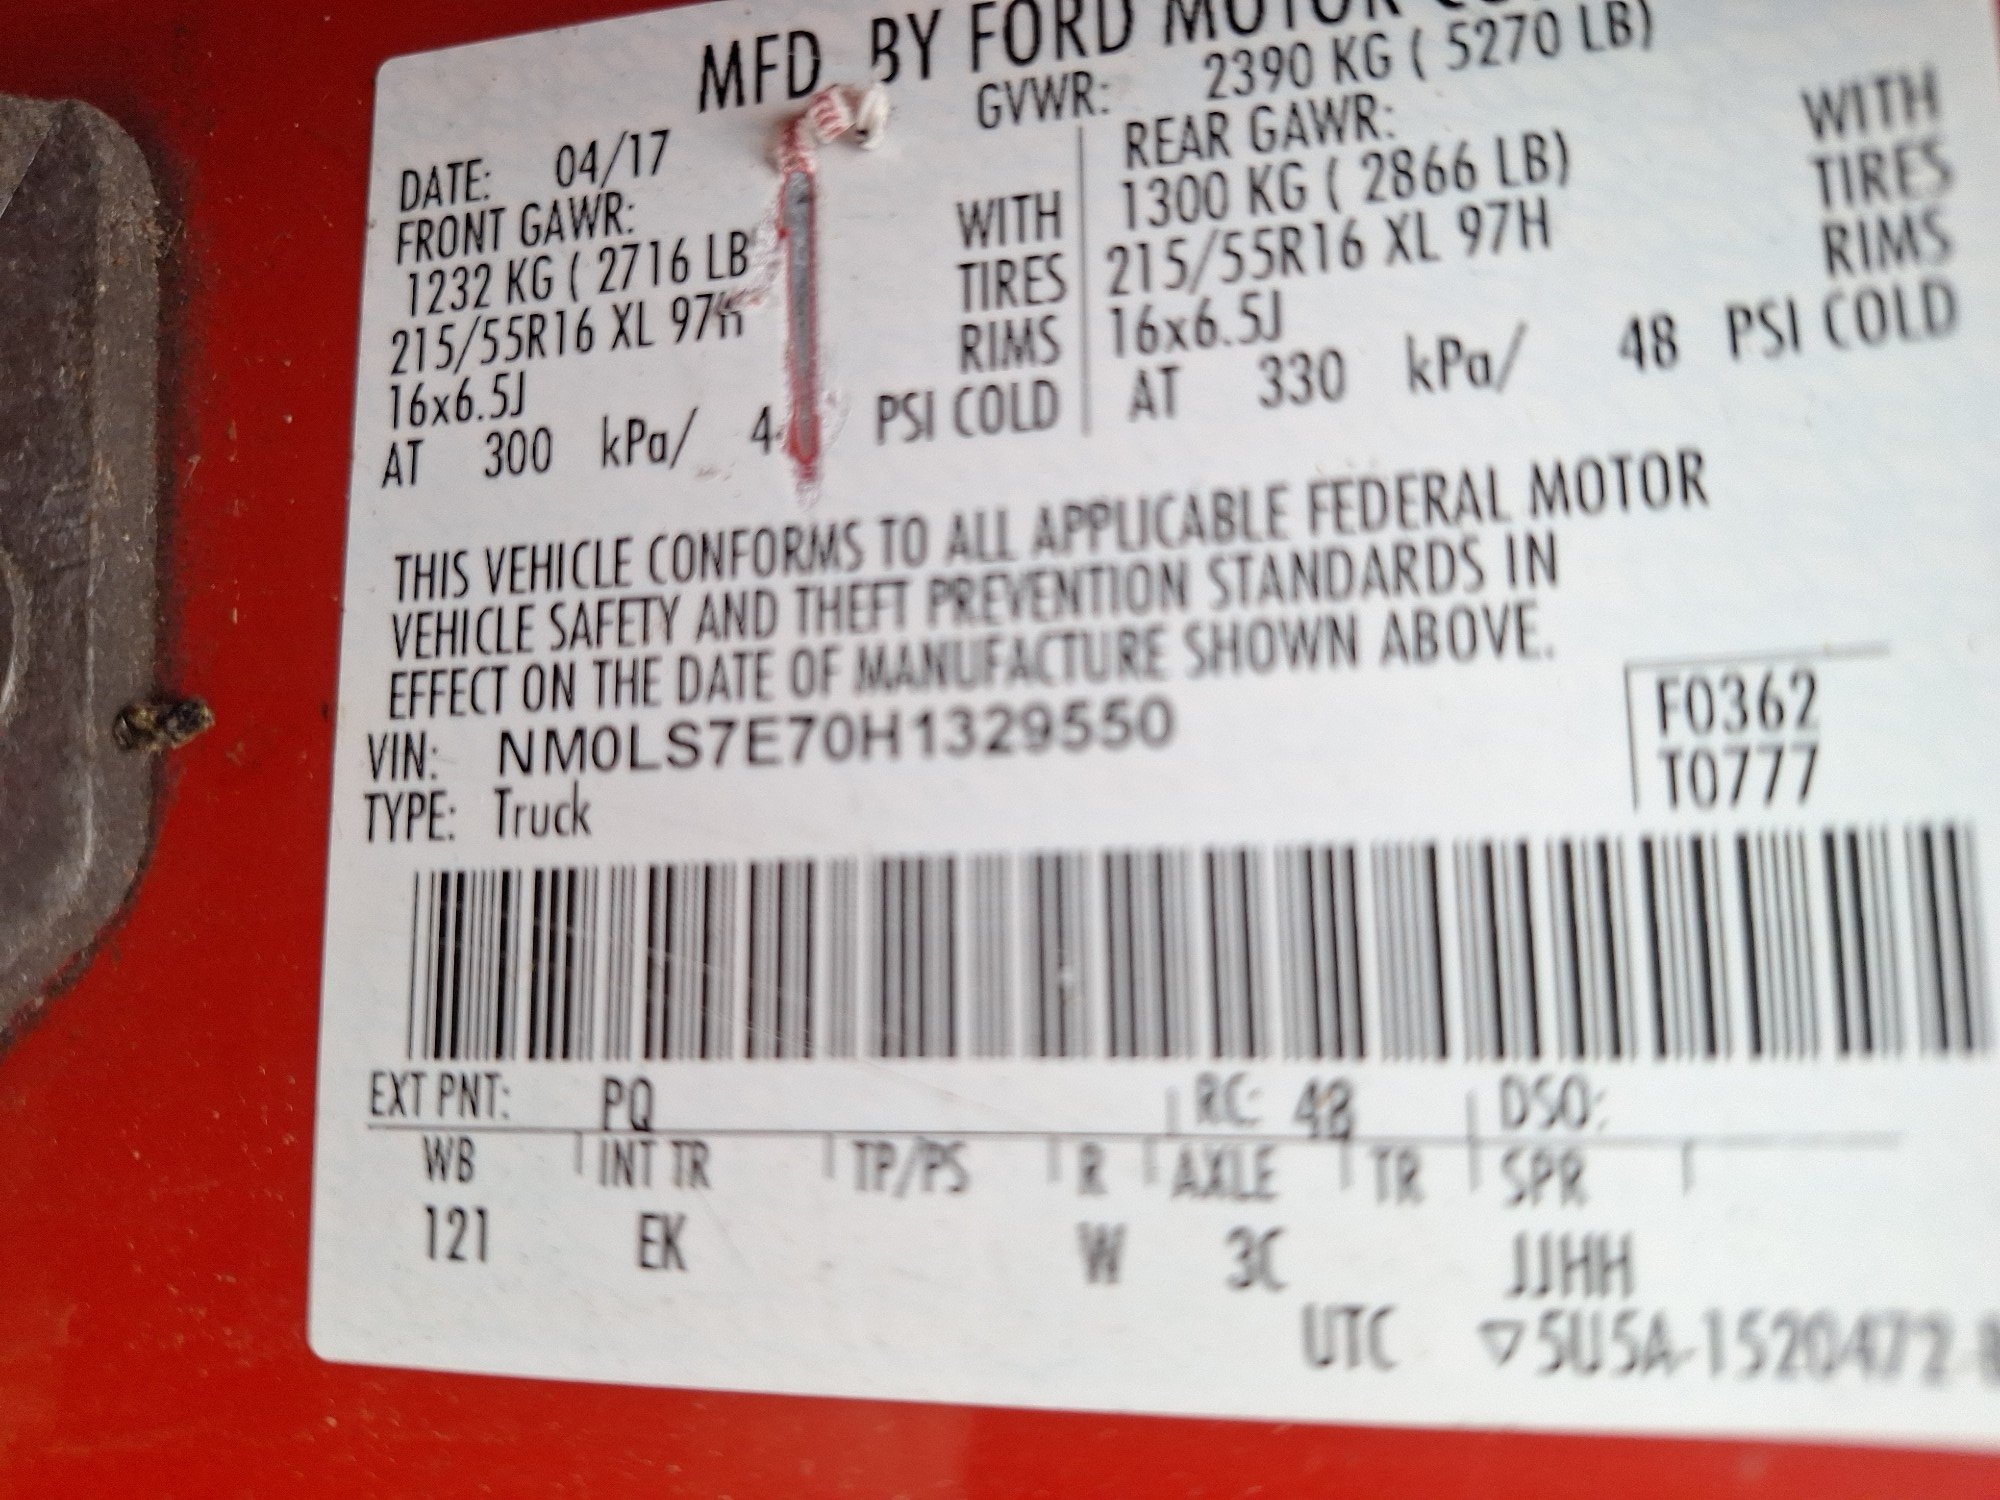 MFD. BY FORD MOTOR CO
GVWR: 2390 KG ( 5270 LB)
DATE: 04/17
FRONT GAWR:
1232 KG ( 2716 LB WITH
215/55R16 XL 97H TIRES
16x6.5J RIMS
AT 300 kPa/ 4 PSI COLD
REAR GAWR: WITH
1300 KG ( 2866 LB) TIRES
215/55R16 XL 97H RIMS
16x6.5J
AT 330 kPa/ 48 PSI COLD
THIS VEHICLE CONFORMS TO ALL APPLICABLE FEDERAL MOTOR
VEHICLE SAFETY AND THEFT PREVENTION STANDARDS IN
EFFECT ON THE DATE OF MANUFACTURE SHOWN ABOVE.
VIN: NM0LS7E70H1329550
TYPE: Truck
F0362
T0777
EXT PNT: PQ RC: 48 DSO:
WB INT TR TP/PS R AXLE TR SPR
121 EK W 3C JJHH
UTC ▽5U5A-1520472